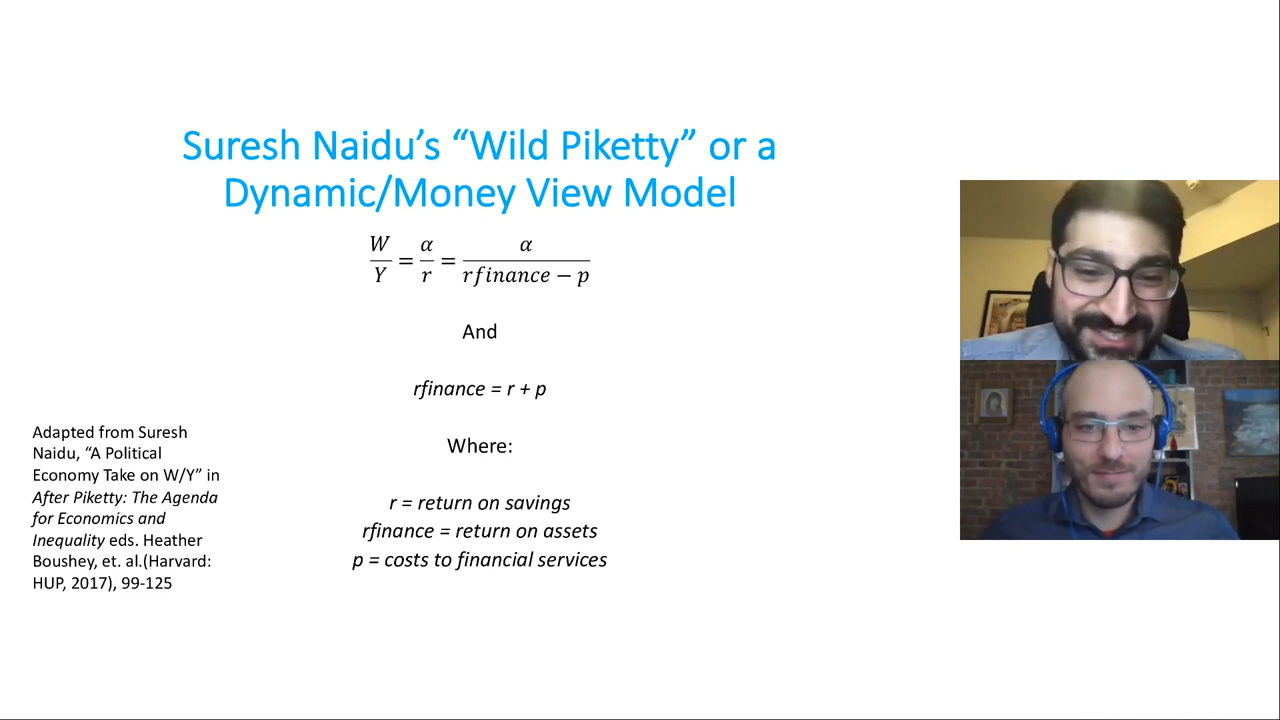 Suresh Naidu’s “Wild Piketty” or a
Dynamic/Money View Model
W/Y = α/r = α/(rfinance − p)
And
rfinance = r + p
Where:
r = return on savings
rfinance = return on assets
p = costs to financial services
Adapted from Suresh
Naidu, “A Political
Economy Take on W/Y” in
After Piketty: The Agenda
for Economics and
Inequality eds. Heather
Boushey, et. al.(Harvard:
HUP, 2017), 99-125